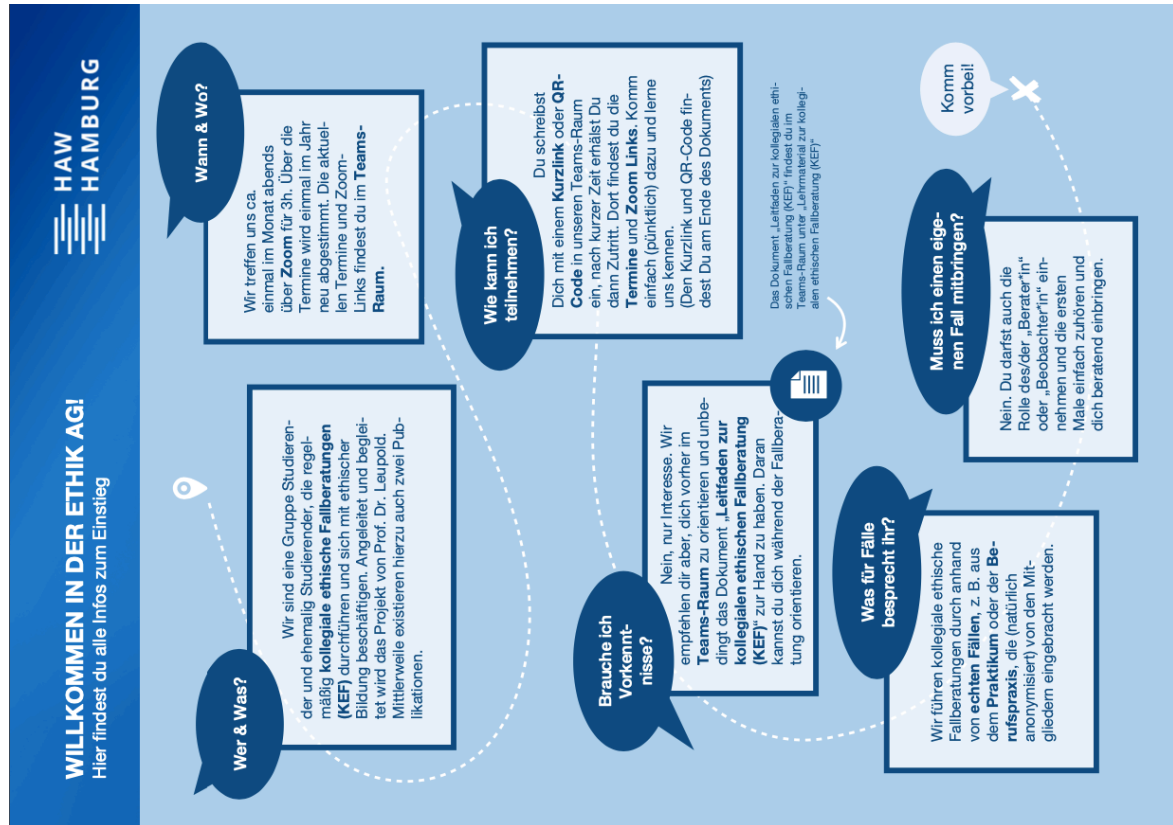 WILLKOMMEN IN DER ETHIK AG!
Hier findest du alle Infos zum Einstieg
HAW
HAMBURG
Wer & Was?
Wir sind eine Gruppe Studieren-
der und ehemalig Studierender, die regel-
mäßig kollegiale ethische Fallberatungen
(KEF) durchführen und sich mit ethischer
Bildung beschäftigen. Angeleitet und beglei-
tet wird das Projekt von Prof. Dr. Leupold.
Mittlerweile existieren hierzu auch zwei Pub-
likationen.
Wann & Wo?
Wir treffen uns ca.
einmal im Monat abends
über Zoom für 3h. Über die
Termine wird einmal im Jahr
neu abgestimmt. Die aktuel-
len Termine und Zoom-
Links findest du im Teams-
Raum.
Wie kann ich
teilnehmen?
Du schreibst
Dich mit einem Kurzlink oder QR-
Code in unseren Teams-Raum
ein, nach kurzer Zeit erhälst Du
dann Zutritt. Dort findest du die
Termine und Zoom Links. Komm
einfach (pünktlich) dazu und lerne
uns kennen.
(Den Kurzlink und QR-Code fin-
dest Du am Ende des Dokuments)
Brauche ich
Vorkennt-
nisse?
Nein, nur Interesse. Wir
empfehlen dir aber, dich vorher im
Teams-Raum zu orientieren und unbe-
dingt das Dokument „Leitfaden zur
kollegialen ethischen Fallberatung
(KEF)“ zur Hand zu haben. Daran
kannst du dich während der Fallbera-
tung orientieren.
Das Dokument „Leitfaden zur kollegialen ethi-
schen Fallberatung (KEF)“ findest du im
Teams-Raum unter „Lehrmaterial zur kollegi-
alen ethischen Fallberatung (KEF)“
Was für Fälle
besprecht ihr?
Wir führen kollegiale ethische
Fallberatungen durch anhand
von echten Fällen, z. B. aus
dem Praktikum oder der Be-
rufspraxis, die (natürlich
anonymisiert) von den Mit-
gliedern eingebracht werden.
Muss ich einen eige-
nen Fall mitbringen?
Nein. Du darfst auch die
Rolle des/der „Berater*in“
oder „Beobachter*in“ ein-
nehmen und die ersten
Male einfach zuhören und
dich beratend einbringen.
Komm
vorbei!